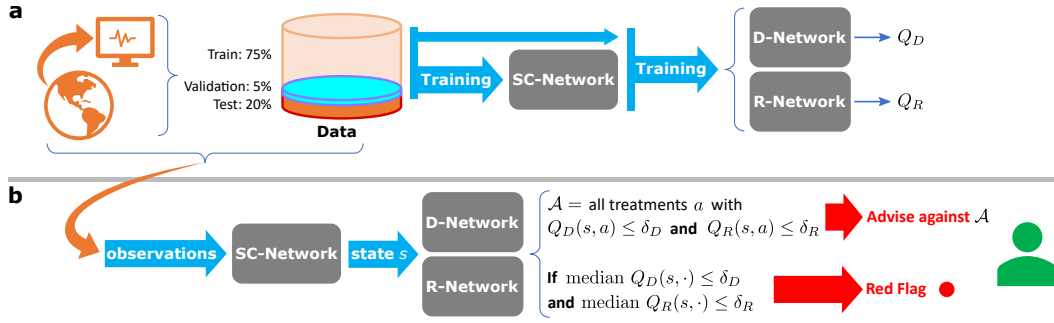 a
Train: 75%
Validation: 5%
Test: 20%
Data
Training
SC-Network
Training
D-Network
R-Network
Q_D
Q_R
b
observations
SC-Network
state s
D-Network
R-Network
𝒜 = all treatments a with
Q_D(s, a) ≤ δ_D and Q_R(s, a) ≤ δ_R
Advise against 𝒜
If median Q_D(s, ·) ≤ δ_D
and median Q_R(s, ·) ≤ δ_R
Red Flag